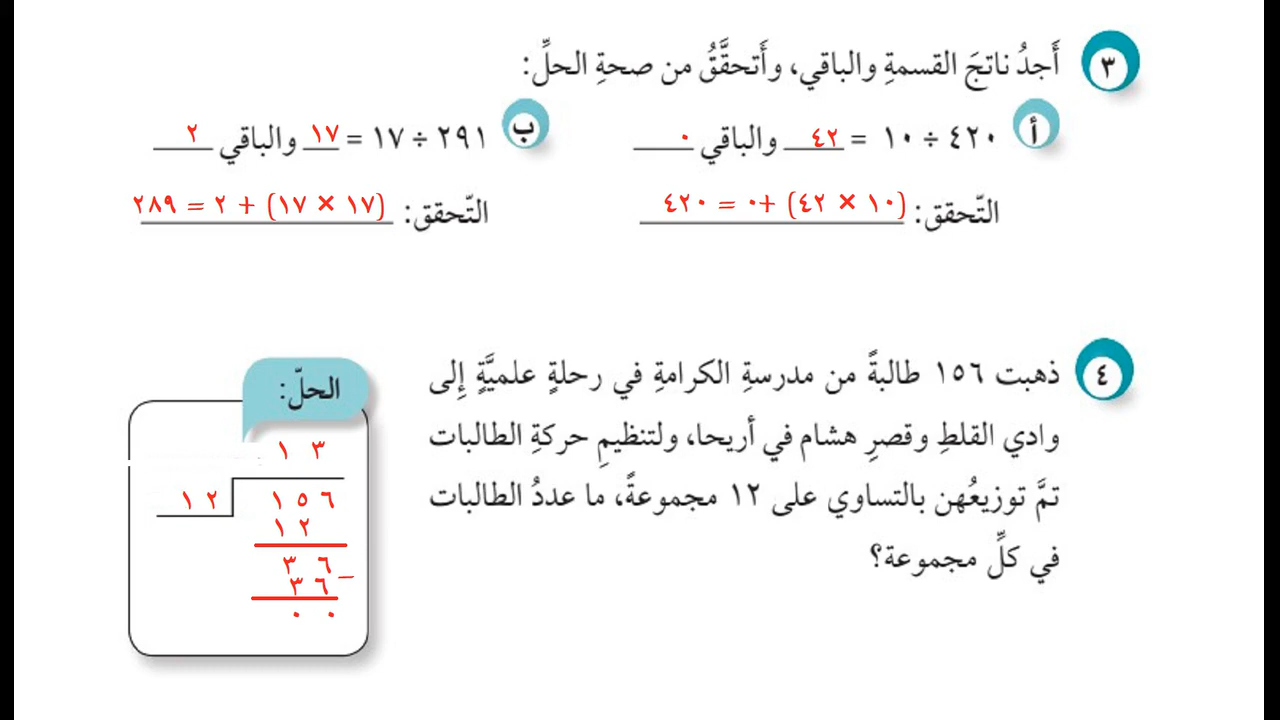 ٣ أَجدُ ناتجَ القسمةِ والباقي، وأَتحقَّقُ من صحةِ الحلِّ:
أ ٤٢٠ ÷ ١٠ = ٤٢ والباقي ٠
التّحقق: (١٠ × ٤٢) +٠ = ٤٢٠
ب ٢٩١ ÷ ١٧ = ١٧ والباقي ٢
التّحقق: (١٧ × ١٧) + ٢ = ٢٨٩
٤ ذهبت ١٥٦ طالبةً من مدرسةِ الكرامةِ في رحلةٍ علميَّةٍ إِلى
وادي القلطِ وقصرِ هشام في أريحا، ولتنظيمِ حركةِ الطالبات
تمَّ توزيعُهن بالتساوي على ١٢ مجموعةً، ما عددُ الطالبات
في كلِّ مجموعة؟
الحلّ:
١٣
١٢ ١٥٦
١٢
٣٦
٣٦ −
٠٠